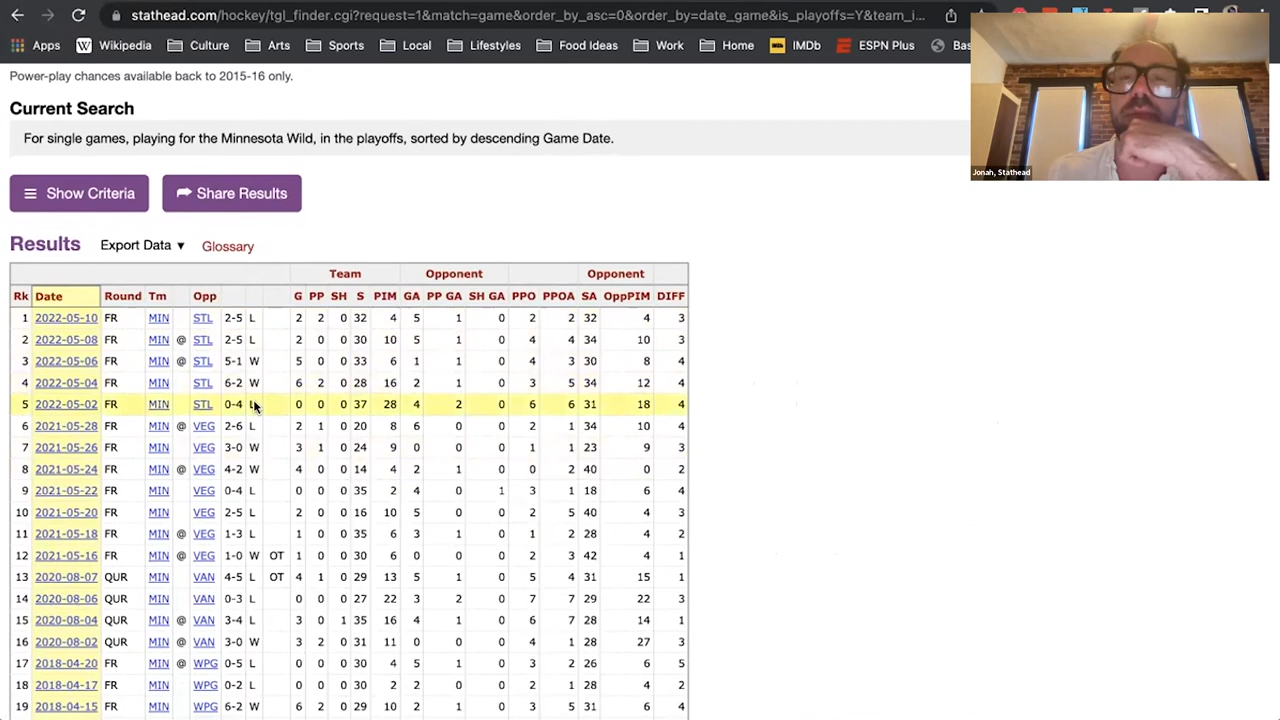 stathead.com/hockey/tgl_finder.cgi?request=1&match=game&order_by_asc=0&order_by=date_game&is_playoffs=Y&team_i...
Apps Wikipedia Culture Arts Sports Local Lifestyles Food Ideas Work Home IMDb ESPN Plus Bas
Power-play chances available back to 2015-16 only.
Current Search
For single games, playing for the Minnesota Wild, in the playoffs, sorted by descending Game Date.
Jonah, Stathead
Show Criteria Share Results
Results Export Data ▼ Glossary
Team Opponent Opponent
Rk Date Round Tm Opp G PP SH S PIM GA PP GA SH GA PPO PPOA SA OppPIM DIFF
1 2022-05-10 FR MIN STL 2-5 L 2 2 0 32 4 5 1 0 2 2 32 4 3
2 2022-05-08 FR MIN @ STL 2-5 L 2 0 0 30 10 5 1 0 4 4 34 10 3
3 2022-05-06 FR MIN @ STL 5-1 W 5 0 0 33 6 1 1 0 4 3 30 8 4
4 2022-05-04 FR MIN STL 6-2 W 6 2 0 28 16 2 1 0 3 5 34 12 4
5 2022-05-02 FR MIN STL 0-4 L 0 0 0 37 28 4 2 0 6 6 31 18 4
6 2021-05-28 FR MIN @ VEG 2-6 L 2 1 0 20 8 6 1 0 2 1 34 10 4
7 2021-05-26 FR MIN VEG 3-0 W 3 1 0 24 9 0 0 0 1 1 23 9 3
8 2021-05-24 FR MIN @ VEG 4-2 W 4 0 0 14 4 2 1 0 0 2 40 0 2
9 2021-05-22 FR MIN VEG 0-4 L 0 0 0 35 2 4 0 1 3 1 18 6 4
10 2021-05-20 FR MIN VEG 2-5 L 2 0 0 16 10 5 1 0 2 5 40 4 3
11 2021-05-18 FR MIN @ VEG 1-3 L 1 0 0 35 6 3 1 0 1 2 28 4 2
12 2021-05-16 FR MIN @ VEG 1-0 W OT 1 0 0 30 6 0 0 0 2 3 42 4 1
13 2020-08-07 QUR MIN VAN 4-5 L OT 4 1 0 29 13 5 1 0 5 4 31 15 1
14 2020-08-06 QUR MIN VAN 0-3 L 0 0 0 27 22 3 2 0 7 7 29 22 3
15 2020-08-04 QUR MIN @ VAN 3-4 L 3 0 1 35 16 4 1 0 6 7 28 14 1
16 2020-08-02 QUR MIN @ VAN 3-0 W 3 2 0 31 11 0 0 0 4 1 28 27 3
17 2018-04-20 FR MIN @ WPG 0-5 L 0 0 0 30 4 5 1 0 3 2 26 6 5
18 2018-04-17 FR MIN WPG 0-2 L 0 0 0 30 2 2 0 0 2 1 28 4 2
19 2018-04-15 FR MIN WPG 6-2 W 6 2 0 29 10 2 1 0 3 5 31 6 4